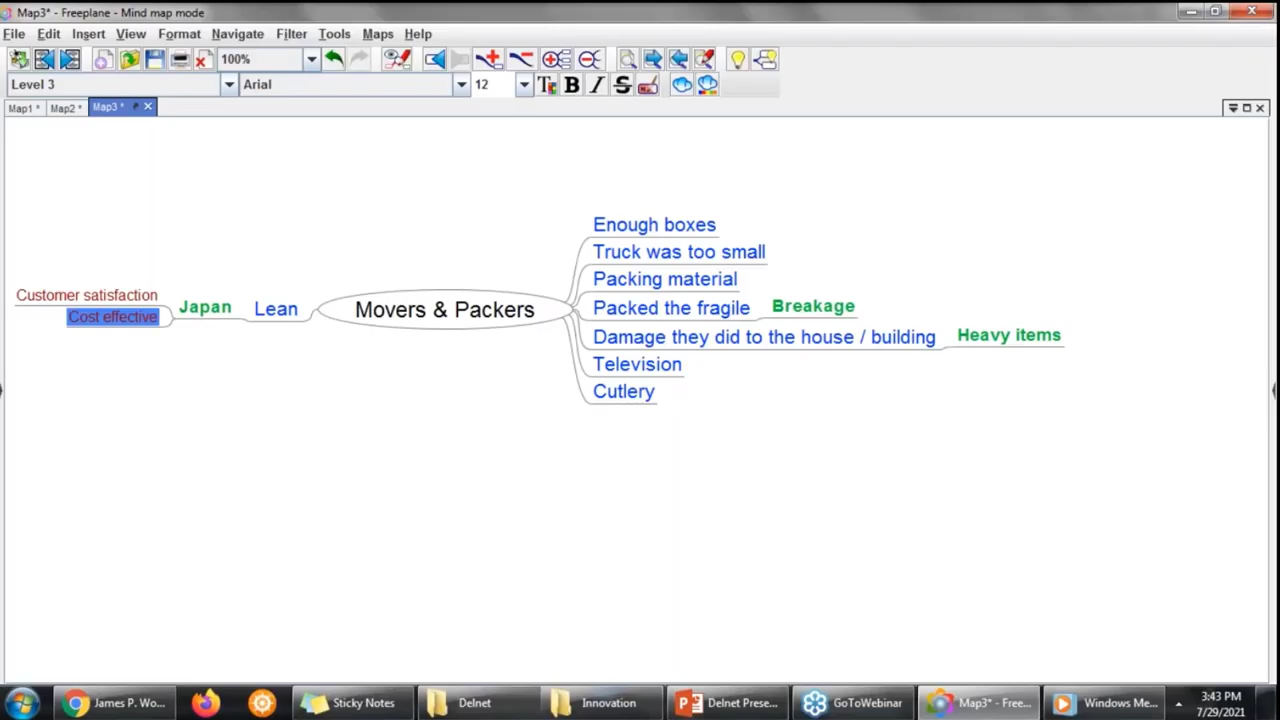 Map3* - Freeplane - Mind map mode
File Edit Insert View Format Navigate Filter Tools Maps Help
100%
Level 3 Arial 12 B I S
Map1 * Map2 * Map3 *
Enough boxes
Truck was too small
Packing material
Packed the fragile Breakage
Damage they did to the house / building Heavy items
Television
Cutlery
Movers & Packers
Lean
Japan
Customer satisfaction
Cost effective
James P. Wo... Sticky Notes Delnet Innovation Delnet Prese... GoToWebinar Map3* - Free... Windows Me... 3:43 PM
7/29/2021